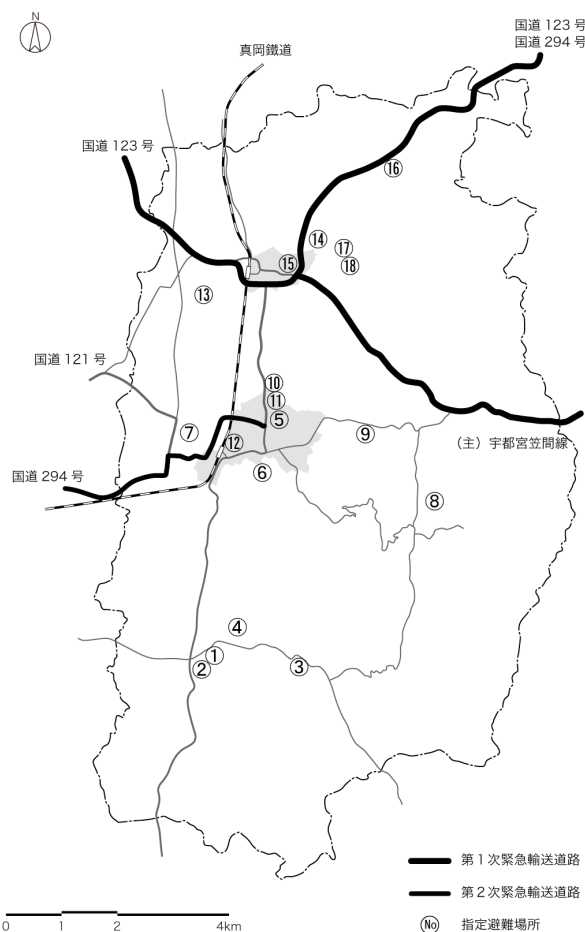 N
国道 123 号
国道 294 号
真岡鐵道
国道 123 号
⑯
⑭
⑰
⑮
⑱
⑬
国道 121 号
⑩
⑪
⑤
⑦
⑨
⑫
(主)宇都宮笠間線
⑥
国道 294 号
⑧
④
①
②
③
第1次緊急輸送道路
第2次緊急輸送道路
No 指定避難場所
0 1 2 4km